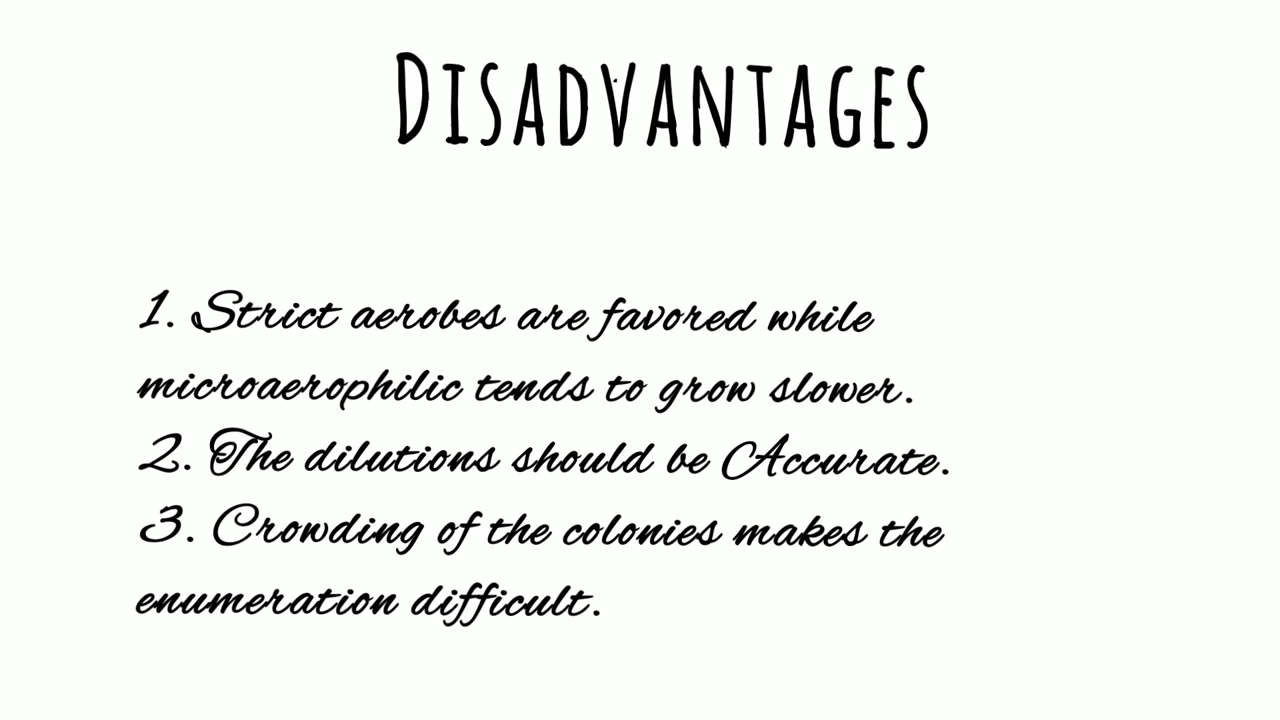 DISADVANTAGES
1. Strict aerobes are favored while
microaerophilic tends to grow slower.
2. The dilutions should be Accurate.
3. Crowding of the colonies makes the
enumeration difficult.